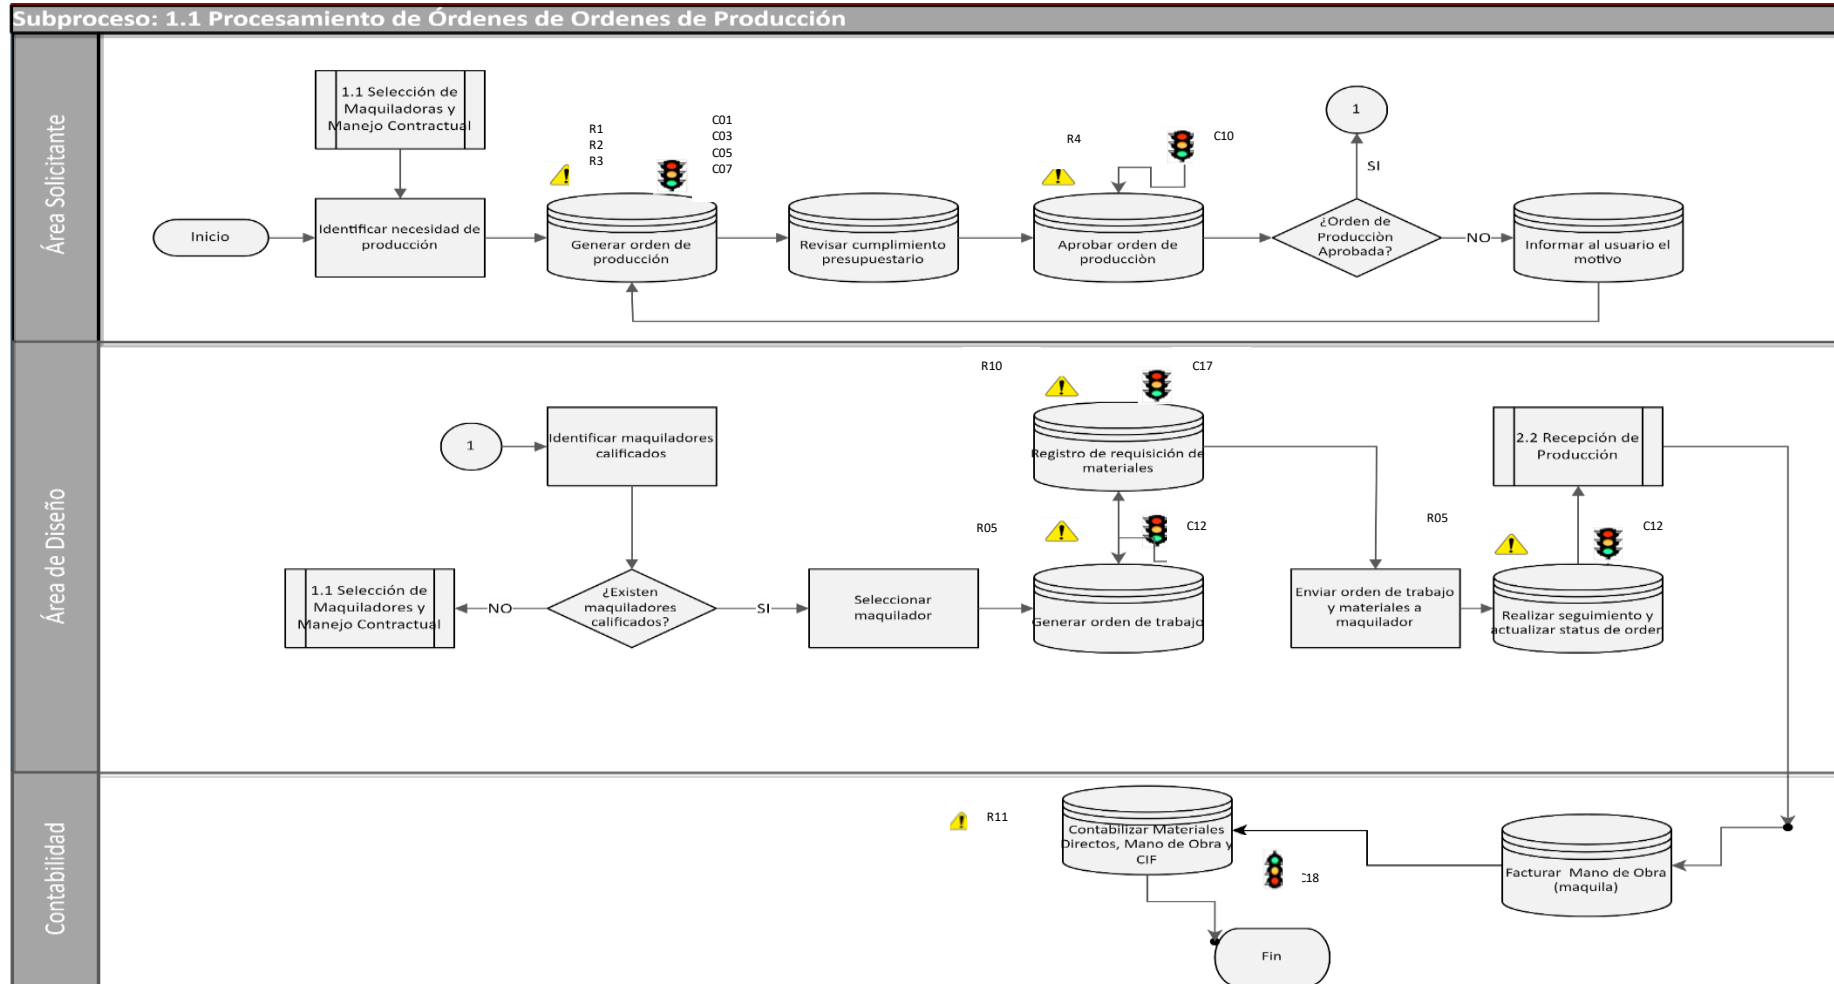 Subproceso: 1.1 Procesamiento de Órdenes de Ordenes de Producción
Área Solicitante
1.1 Selección de
Maquiladoras y
Manejo Contractual
R1
R2
R3
C01
C03
C05
C07
R4
C10
1
SI
Inicio
Identificar necesidad de
producción
Generar orden de
producción
Revisar cumplimiento
presupuestario
Aprobar orden de
producciòn
¿Orden de
Producciòn
Aprobada?
NO
Informar al usuario el
motivo
Área de Diseño
R10
C17
1
Identificar maquiladores
calificados
Registro de requisición de
materiales
2.2 Recepción de
Producción
R05
C12
R05
C12
1.1 Selección de
Maquiladores y
Manejo Contractual
NO
¿Existen
maquiladores
calificados?
SI
Seleccionar
maquilador
Generar orden de trabajo
Enviar orden de trabajo
y materiales a
maquilador
Realizar seguimiento y
actualizar status de orden
Contabilidad
R11
Contabilizar Materiales
Directos, Mano de Obra y
CIF
C18
Facturar Mano de Obra
(maquila)
Fin